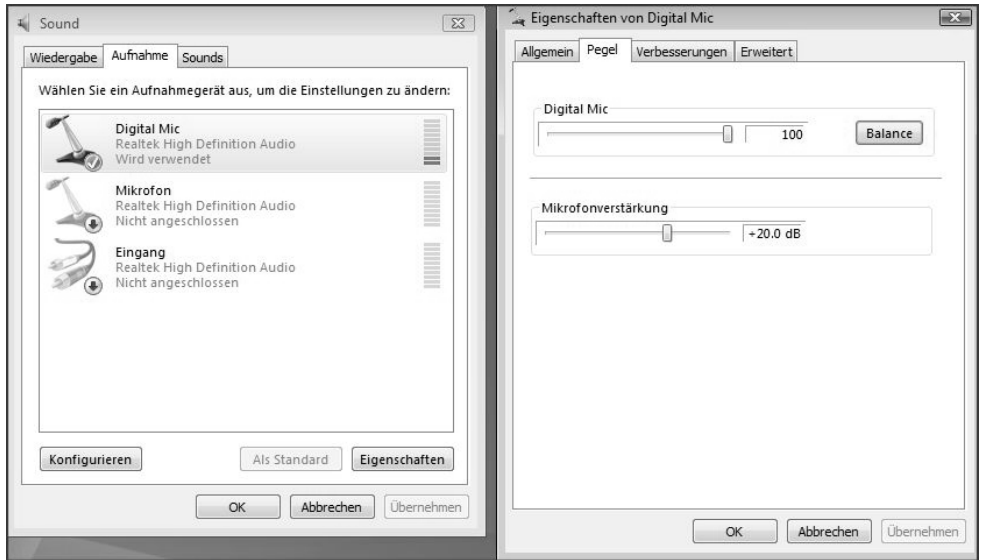 Sound
Wiedergabe Aufnahme Sounds
Wählen Sie ein Aufnahmegerät aus, um die Einstellungen zu ändern:
Digital Mic
Realtek High Definition Audio
Wird verwendet
Mikrofon
Realtek High Definition Audio
Nicht angeschlossen
Eingang
Realtek High Definition Audio
Nicht angeschlossen
Konfigurieren Als Standard Eigenschaften
OK Abbrechen Übernehmen
Eigenschaften von Digital Mic
Allgemein Pegel Verbesserungen Erweitert
Digital Mic
100 Balance
Mikrofonverstärkung
+20.0 dB
OK Abbrechen Übernehmen